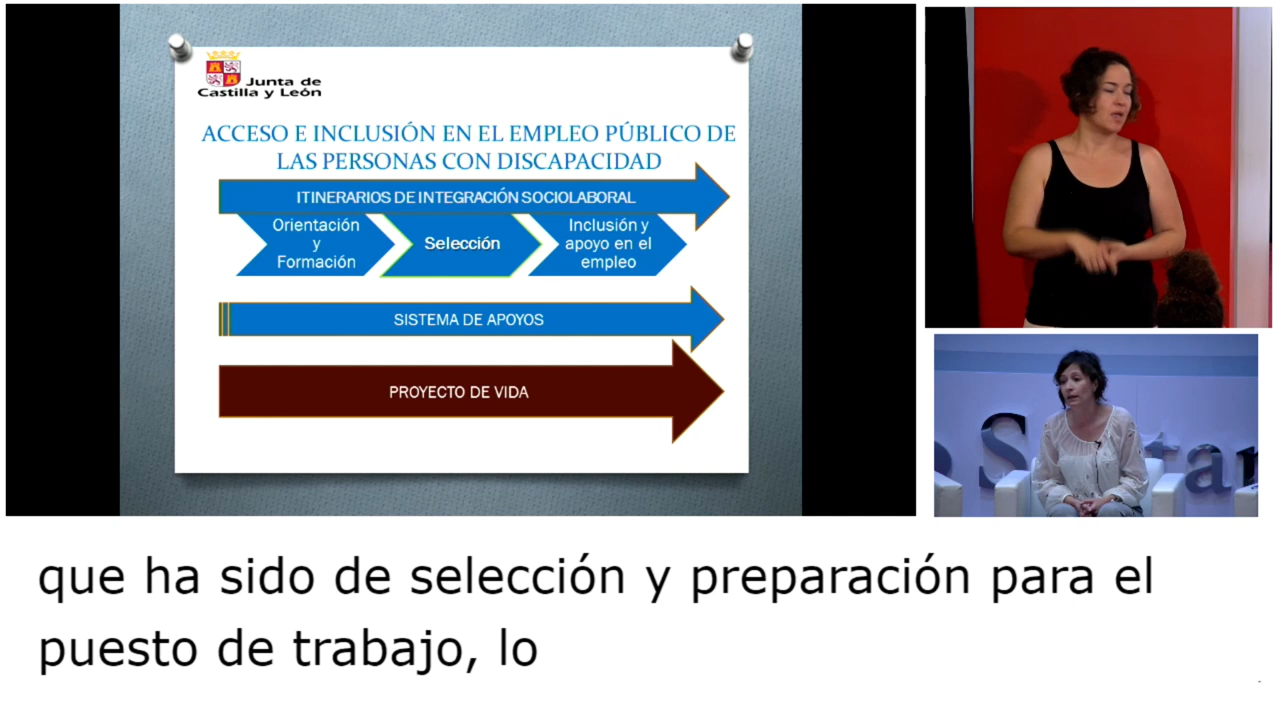 Junta de
Castilla y León
ACCESO E INCLUSIÓN EN EL EMPLEO PÚBLICO DE
LAS PERSONAS CON DISCAPACIDAD
ITINERARIOS DE INTEGRACIÓN SOCIOLABORAL
Orientación
y
Formación
Selección
Inclusión y
apoyo en el
empleo
SISTEMA DE APOYOS
PROYECTO DE VIDA
que ha sido de selección y preparación para el
puesto de trabajo, lo